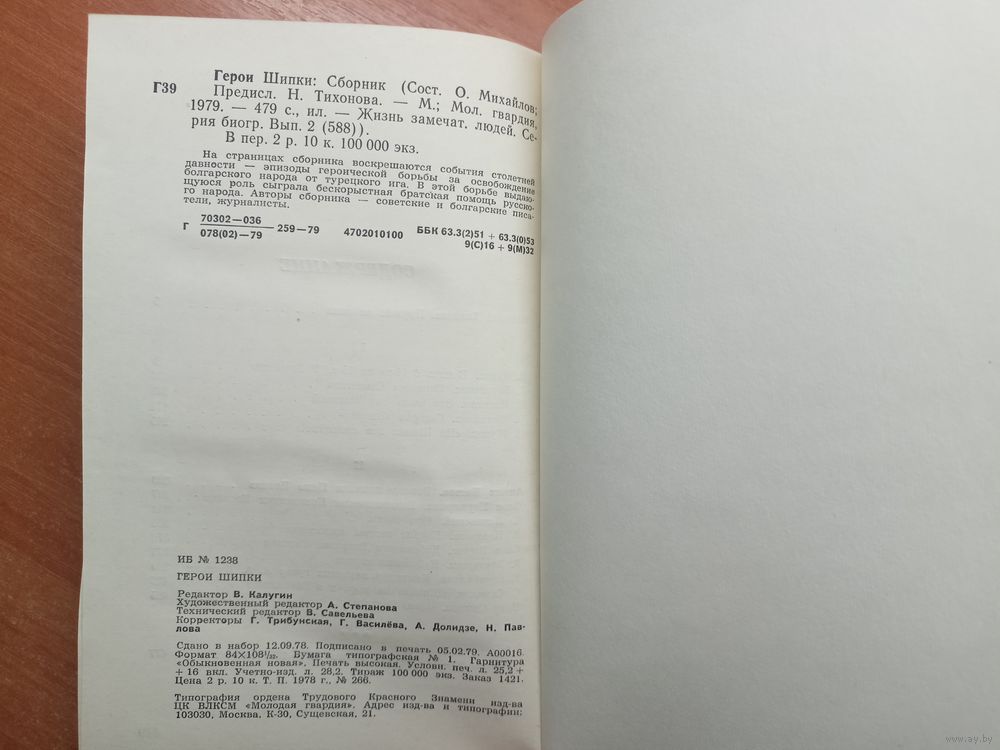 Герои Шипки: Сборник (Сост. О. Михайлов;
Г39 Предисл. Н. Тихонова. — М.; Мол. гвардия,
1979. — 479 с., ил. — Жизнь замечат. людей. Се-
рия биогр. Вып. 2 (588)).
В пер. 2 р. 10 к. 100 000 экз.
На страницах сборника воскрешаются события столетней
давности — эпизоды героической борьбы за освобождение
болгарского народа от турецкого ига. В этой борьбе выдаю-
щуюся роль сыграла бескорыстная братская помощь русско-
го народа. Авторы сборника — советские и болгарские писа-
тели, журналисты.
Г 70302—036
078(02)—79 259—79 4702010100 ББК 63.3(2)51 + 63.3(0)53
9(С)16 + 9(М)32
СОДЕРЖАНИЕ
ИБ № 1238
ГЕРОИ ШИПКИ
Редактор В. Калугин
Художественный редактор А. Степанова
Технический редактор В. Савельева
Корректоры Г. Трибунская, Г. Василёва, А. Долидзе, Н. Пав-
лова
Сдано в набор 12.09.78. Подписано в печать 05.02.79. А00016.
Формат 84×108¹/₃₂. Бумага типографская № 1. Гарнитура
«Обыкновенная новая». Печать высокая. Условн. печ. л. 25,2 +
+ 16 вкл. Учетно-изд. л. 28,2. Тираж 100 000 экз. Заказ 1421.
Цена 2 р. 10 к. Т. П. 1978 г., № 266.
Типография ордена Трудового Красного Знамени изд-ва
ЦК ВЛКСМ «Молодая гвардия». Адрес изд-ва и типографии:
103030, Москва, К-30, Сущевская, 21.
www.ay.by